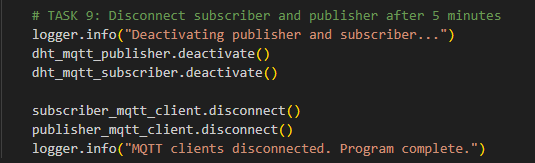 # TASK 9: Disconnect subscriber and publisher after 5 minutes
logger.info("Deactivating publisher and subscriber...")
dht_mqtt_publisher.deactivate()
dht_mqtt_subscriber.deactivate()
subscriber_mqtt_client.disconnect()
publisher_mqtt_client.disconnect()
logger.info("MQTT clients disconnected. Program complete.")